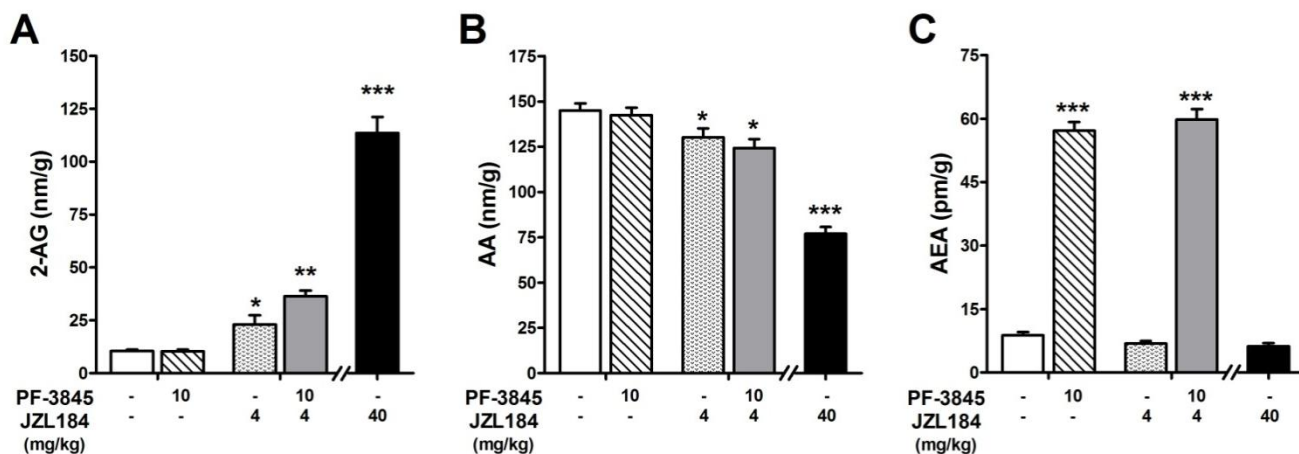 A
2-AG (nm/g)
150
125
100
75
50
25
0
*
**
***
PF-3845 - 10 - 10 -
JZL184 - - 4 4 40
(mg/kg)
B
AA (nm/g)
175
150
125
100
75
50
25
0
*
*
***
PF-3845 - 10 - 10 -
JZL184 - - 4 4 40
(mg/kg)
C
AEA (pm/g)
75
60
45
30
15
0
***
***
PF-3845 - 10 - 10 -
JZL184 - - 4 4 40
(mg/kg)